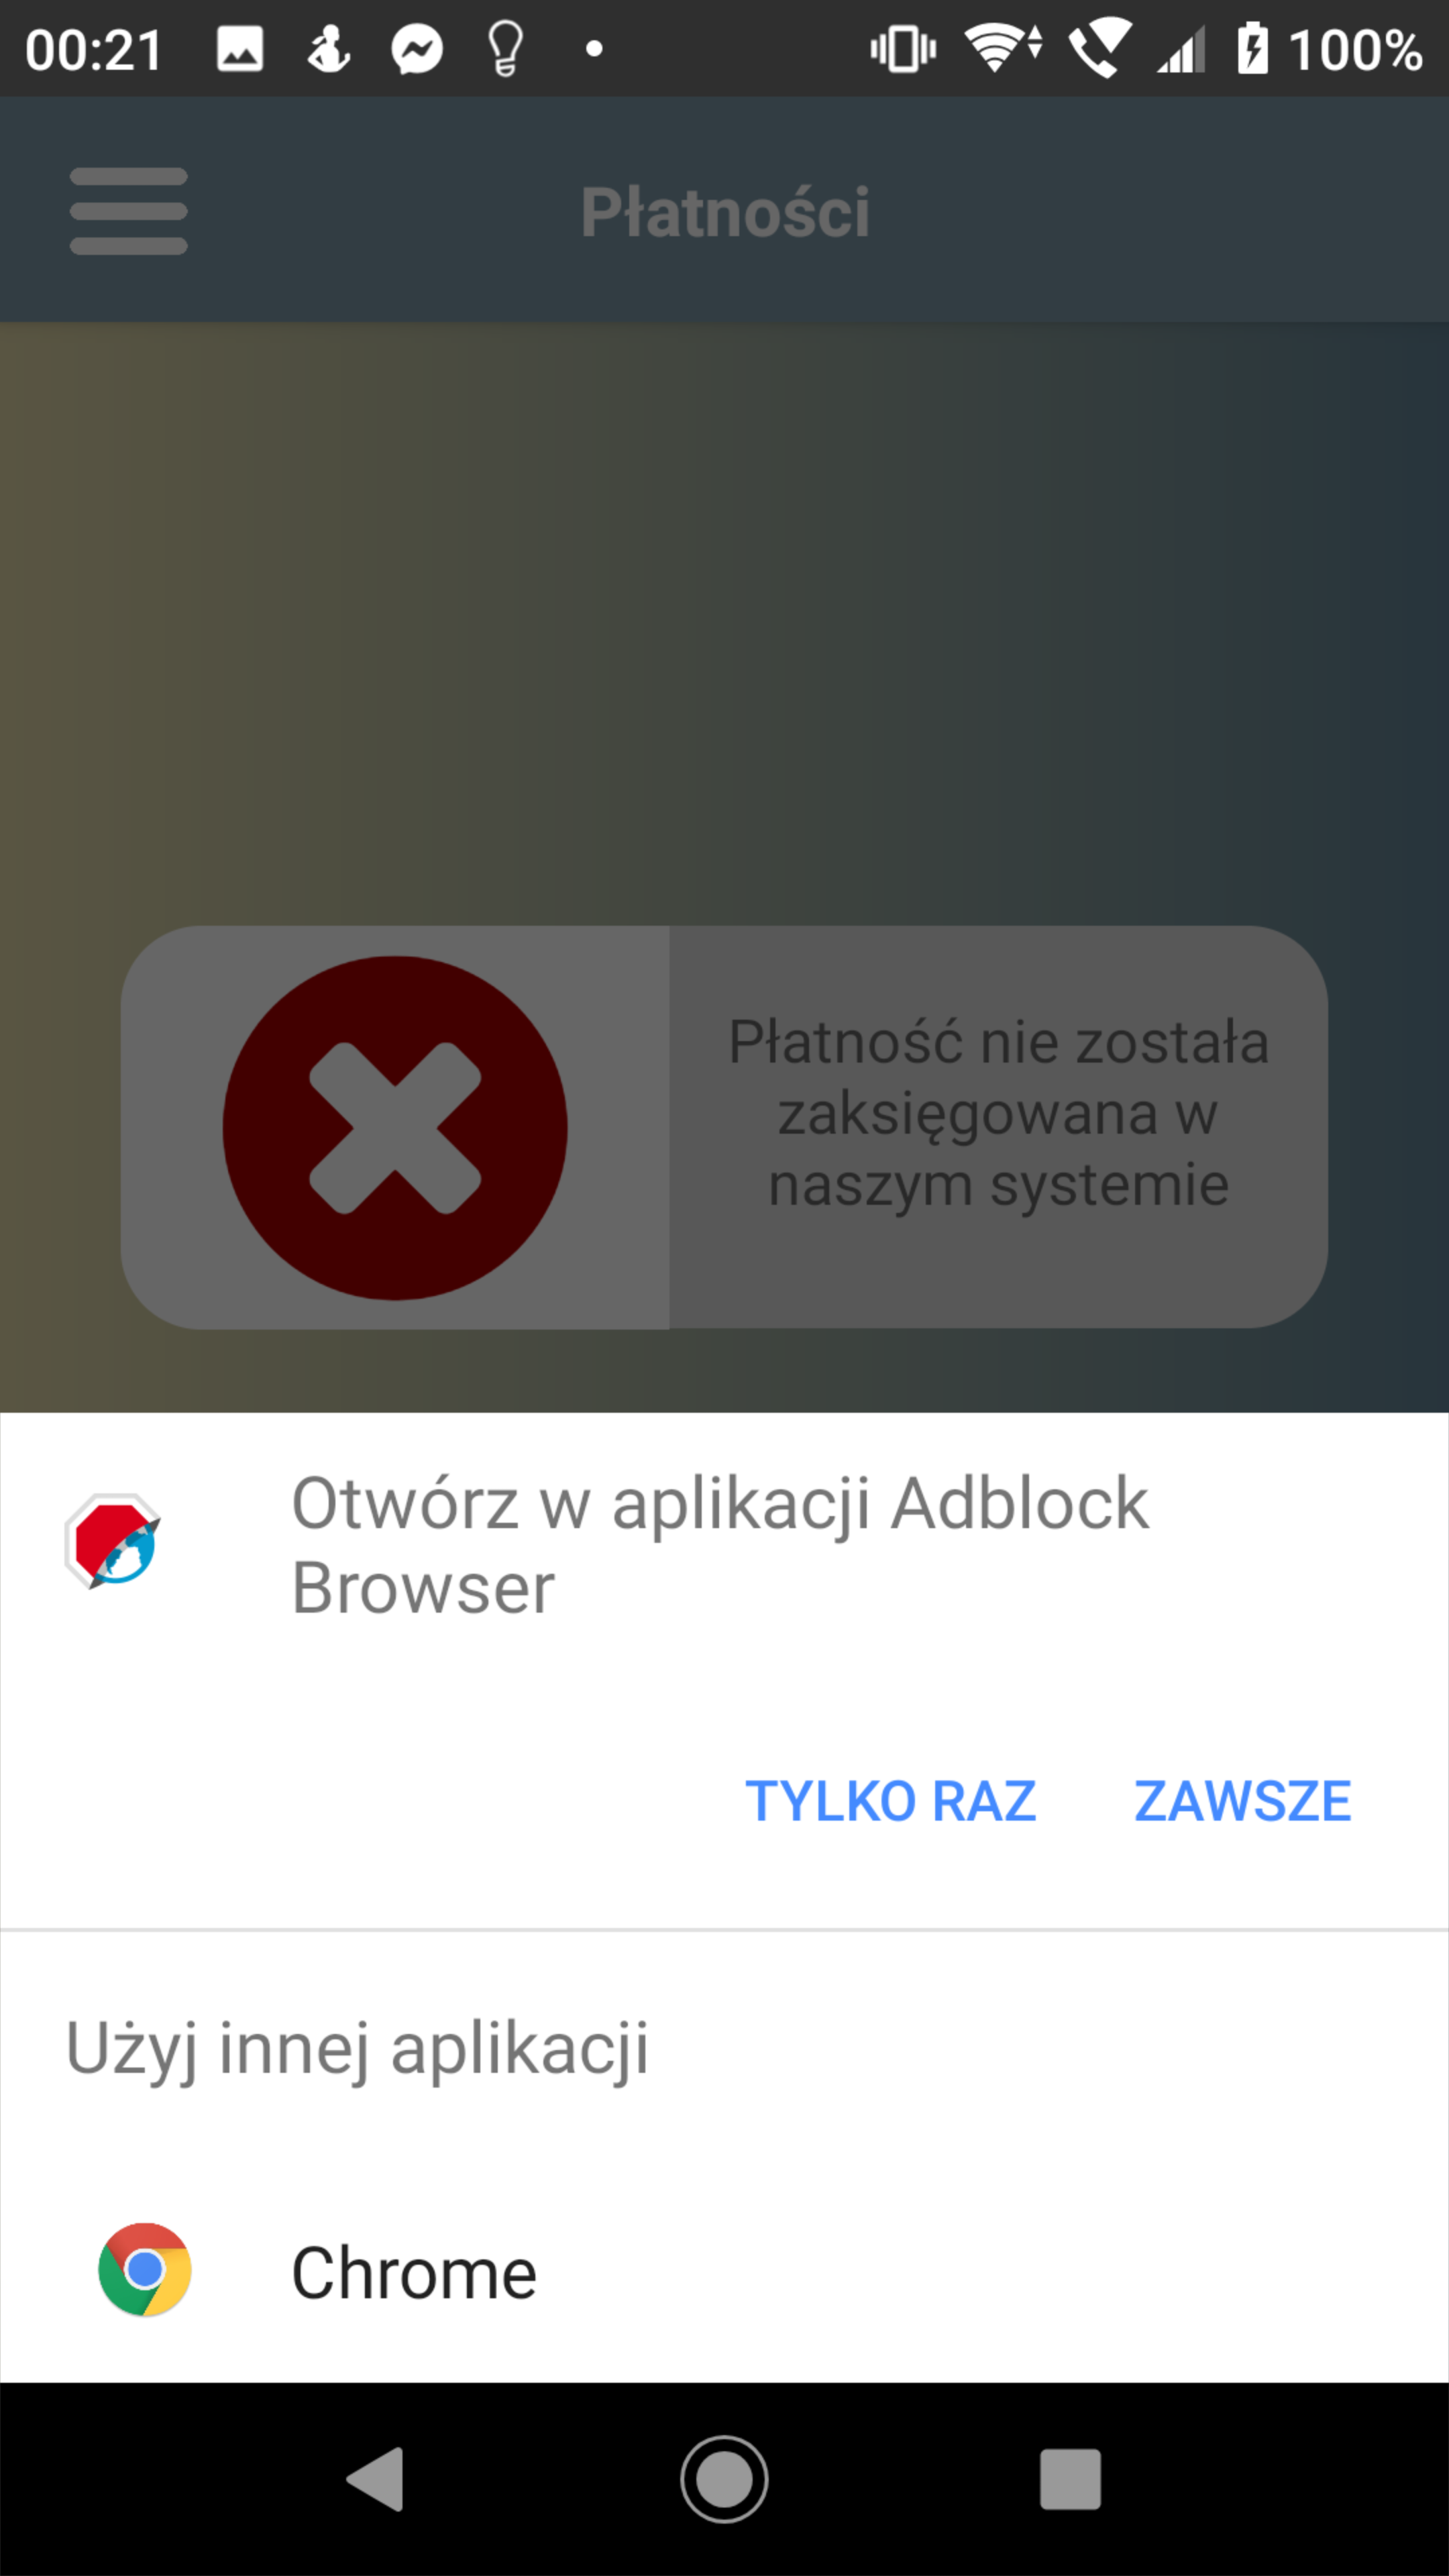 00:21 100%
Płatności
Płatność nie została
zaksięgowana w
naszym systemie
Otwórz w aplikacji Adblock
Browser
TYLKO RAZ ZAWSZE
Użyj innej aplikacji
Chrome